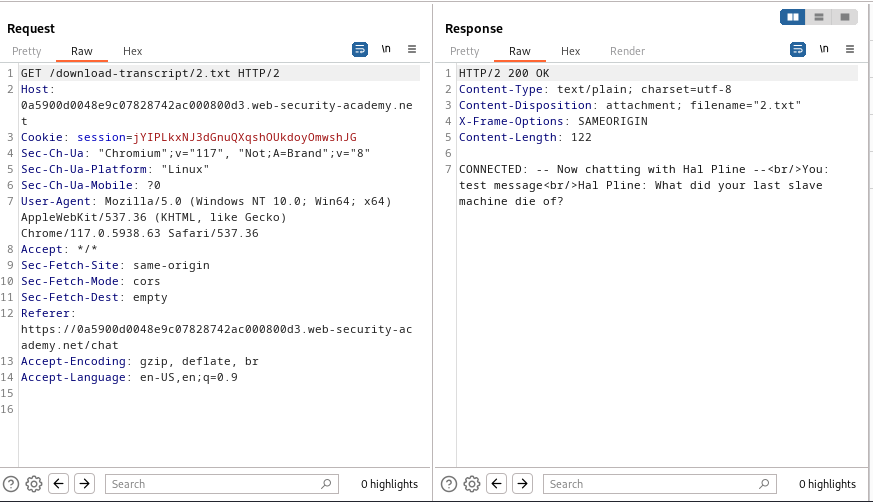 Request
Pretty Raw Hex \n
1 GET /download-transcript/2.txt HTTP/2
2 Host:
0a5900d0048e9c07828742ac000800d3.web-security-academy.ne
t
3 Cookie: session=jYIPLkxNJ3dGnuQXqshOUkdoyOmwshJG
4 Sec-Ch-Ua: "Chromium";v="117", "Not;A=Brand";v="8"
5 Sec-Ch-Ua-Platform: "Linux"
6 Sec-Ch-Ua-Mobile: ?0
7 User-Agent: Mozilla/5.0 (Windows NT 10.0; Win64; x64)
AppleWebKit/537.36 (KHTML, like Gecko)
Chrome/117.0.5938.63 Safari/537.36
8 Accept: */*
9 Sec-Fetch-Site: same-origin
10 Sec-Fetch-Mode: cors
11 Sec-Fetch-Dest: empty
12 Referer:
https://0a5900d0048e9c07828742ac000800d3.web-security-ac
ademy.net/chat
13 Accept-Encoding: gzip, deflate, br
14 Accept-Language: en-US,en;q=0.9
15
16
Search 0 highlights
Response
Pretty Raw Hex Render \n
1 HTTP/2 200 OK
2 Content-Type: text/plain; charset=utf-8
3 Content-Disposition: attachment; filename="2.txt"
4 X-Frame-Options: SAMEORIGIN
5 Content-Length: 122
6
7 CONNECTED: -- Now chatting with Hal Pline --<br/>You:
test message<br/>Hal Pline: What did your last slave
machine die of?
Search 0 highlights